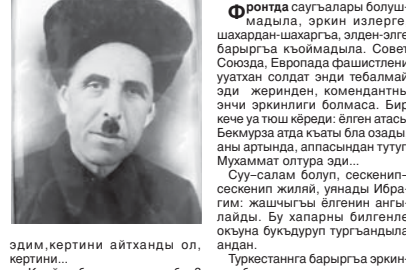 эдим,кертини айтханды ол,
кертини...
Фронтда саугъалары болуш-
мадыла, эркин излерге
шахардан-шахаргъа, элден-элге
барыргъа къоймадыла. Совет
Союзда, Европада фашистлени
ууатхан солдат энди тебалмай
эди жеринден, комендантны
энчи эркинлиги болмаса. Бир
кече уа тюш кёреди: ёлген атасы
Бекмурза атда къаты бла озады,
аны артында, аппасындан тутуп
Мухаммат олтура эди...
Суу–салам болуп, сескенип–
сескенип жиляй, уянады Ибра-
гим: жашчыгъы ёлгенин ангы-
лайды. Бу хапарны билгенле
окъуна букъдуруп тургъандыла
андан.
Туркестаннга барыргъа эркин-